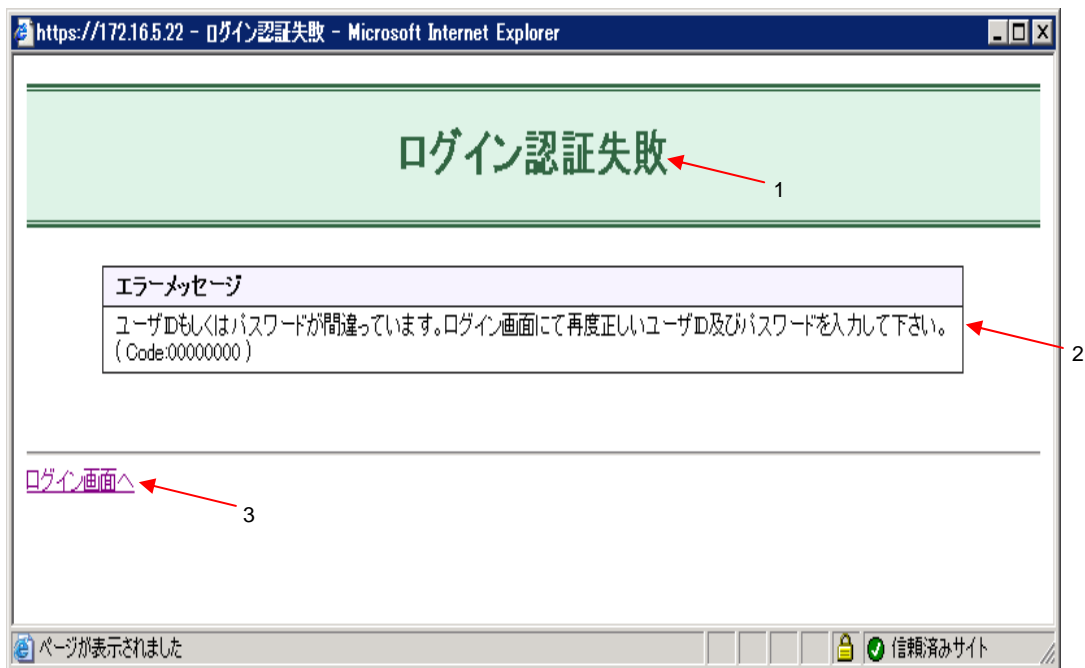 https://172.16.5.22 - ログイン認証失敗 - Microsoft Internet Explorer
ログイン認証失敗
1
エラーメッセージ
ユーザIDもしくはパスワードが間違っています。ログイン画面にて再度正しいユーザID及びパスワードを入力して下さい。
( Code:00000000 )
2
ログイン画面へ
3
ページが表示されました
信頼済みサイト